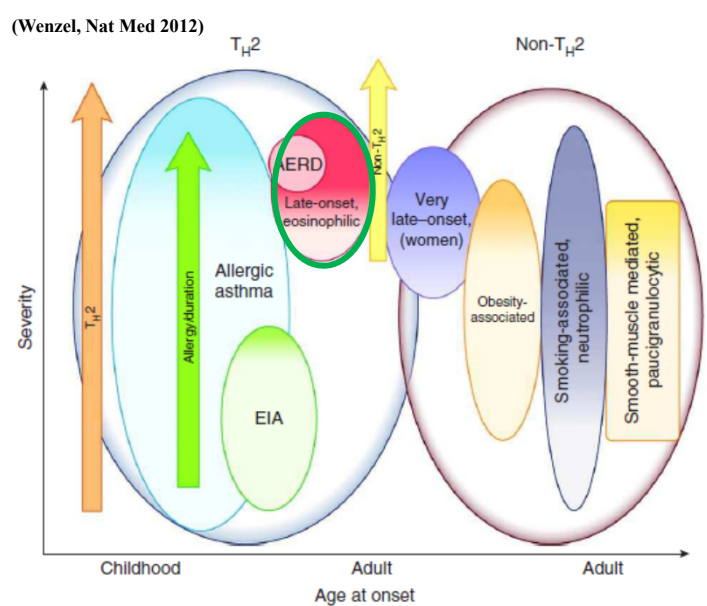 (Wenzel, Nat Med 2012)
TH2
Non-TH2
Severity
TH2
Allergy/duration
Allergic
asthma
EIA
AERD
Late-onset,
eosinophilic
Non-TH2
Very
late–onset,
(women)
Obesity-
associated
Smoking-associated,
neutrophilic
Smooth-muscle mediated,
paucigranulocytic
Childhood
Adult
Adult
Age at onset